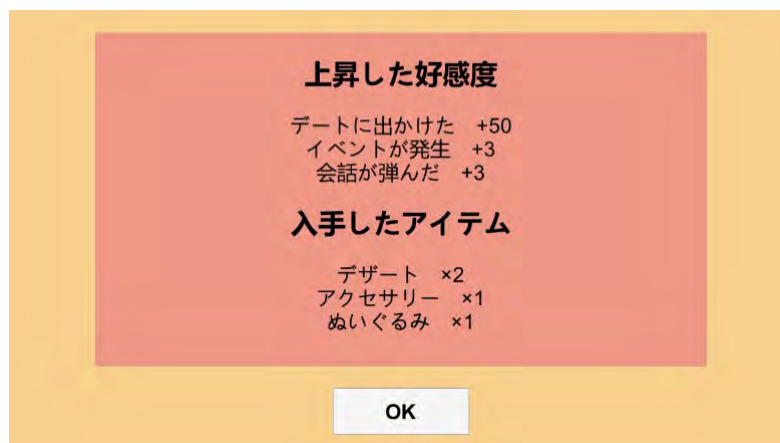 上昇した好感度
デートに出かけた +50
イベントが発生 +3
会話が弾んだ +3
入手したアイテム
デザート ×2
アクセサリー ×1
ぬいぐるみ ×1
OK